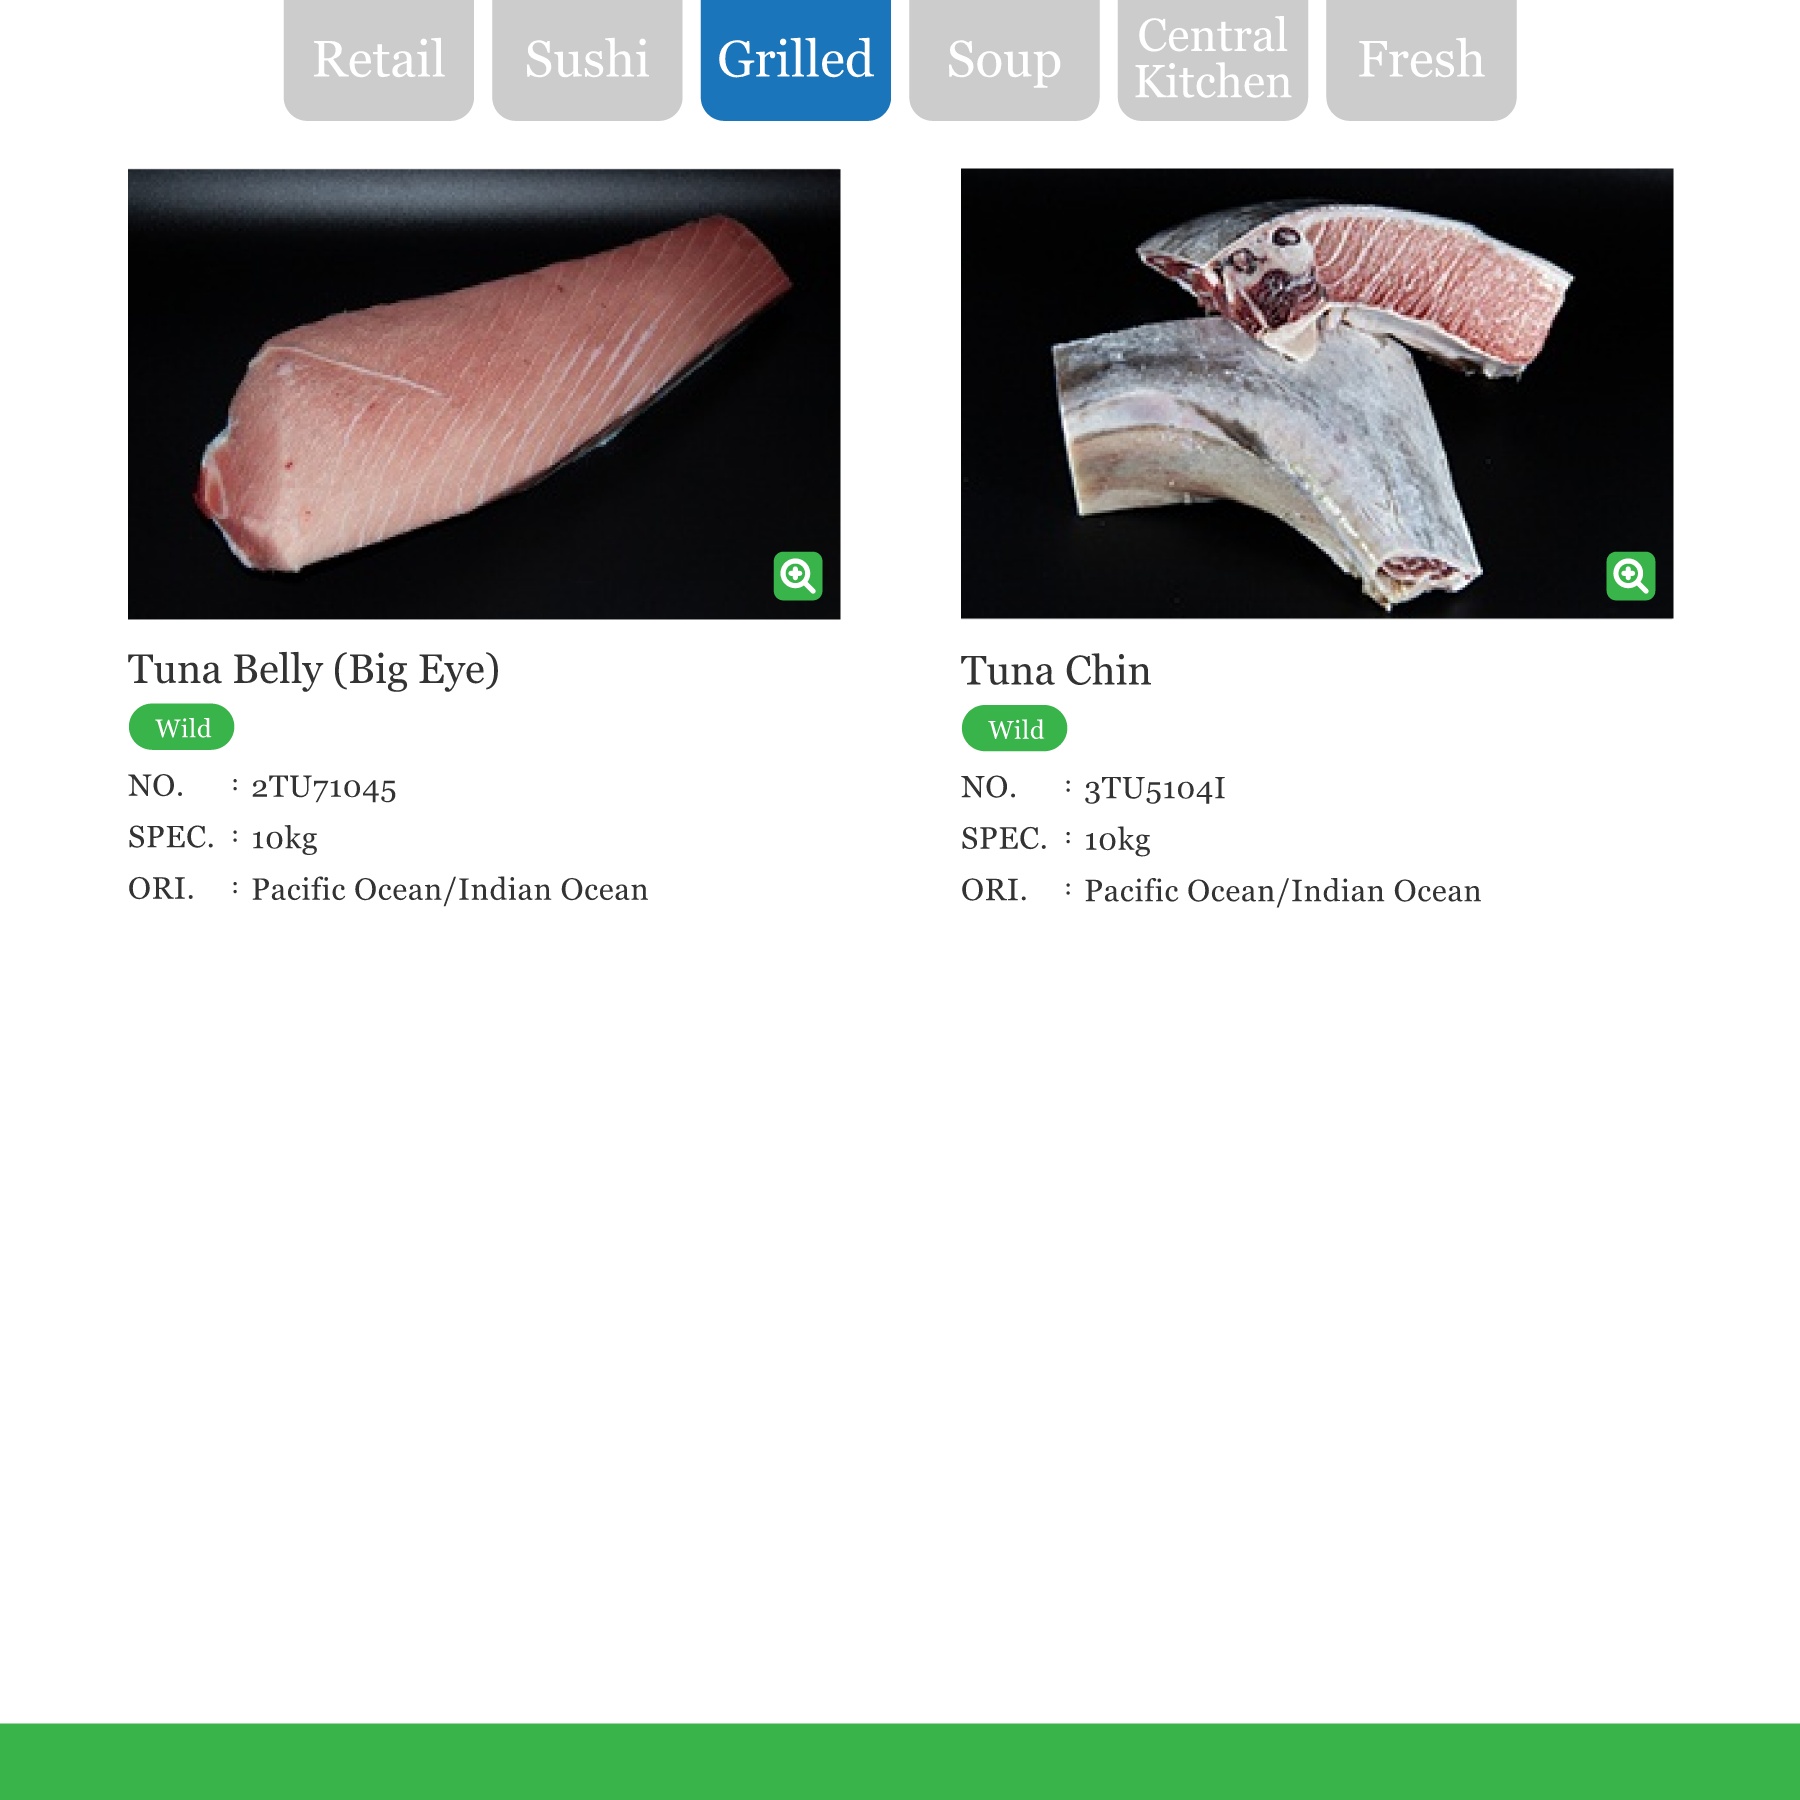 Retail
Sushi
Grilled
Soup
Central
Kitchen
Fresh
Tuna Belly (Big Eye)
Wild
NO. : 2TU71045
SPEC. : 10kg
ORI. : Pacific Ocean/Indian Ocean
Tuna Chin
Wild
NO. : 3TU5104I
SPEC. : 10kg
ORI. : Pacific Ocean/Indian Ocean